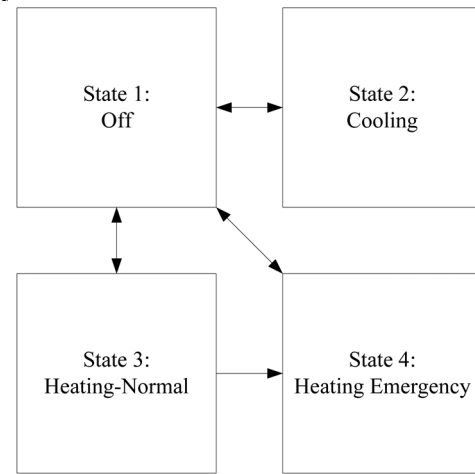 State 1:
Off
State 2:
Cooling
State 3:
Heating-Normal
State 4:
Heating Emergency